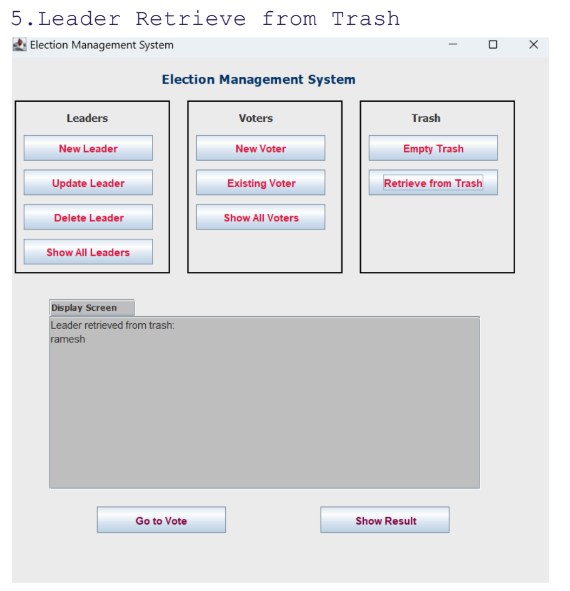 5.Leader Retrieve from Trash
Election Management System
Election Management System
Leaders
New Leader
Update Leader
Delete Leader
Show All Leaders
Voters
New Voter
Existing Voter
Show All Voters
Trash
Empty Trash
Retrieve from Trash
Display Screen
Leader retrieved from trash:
ramesh
Go to Vote
Show Result